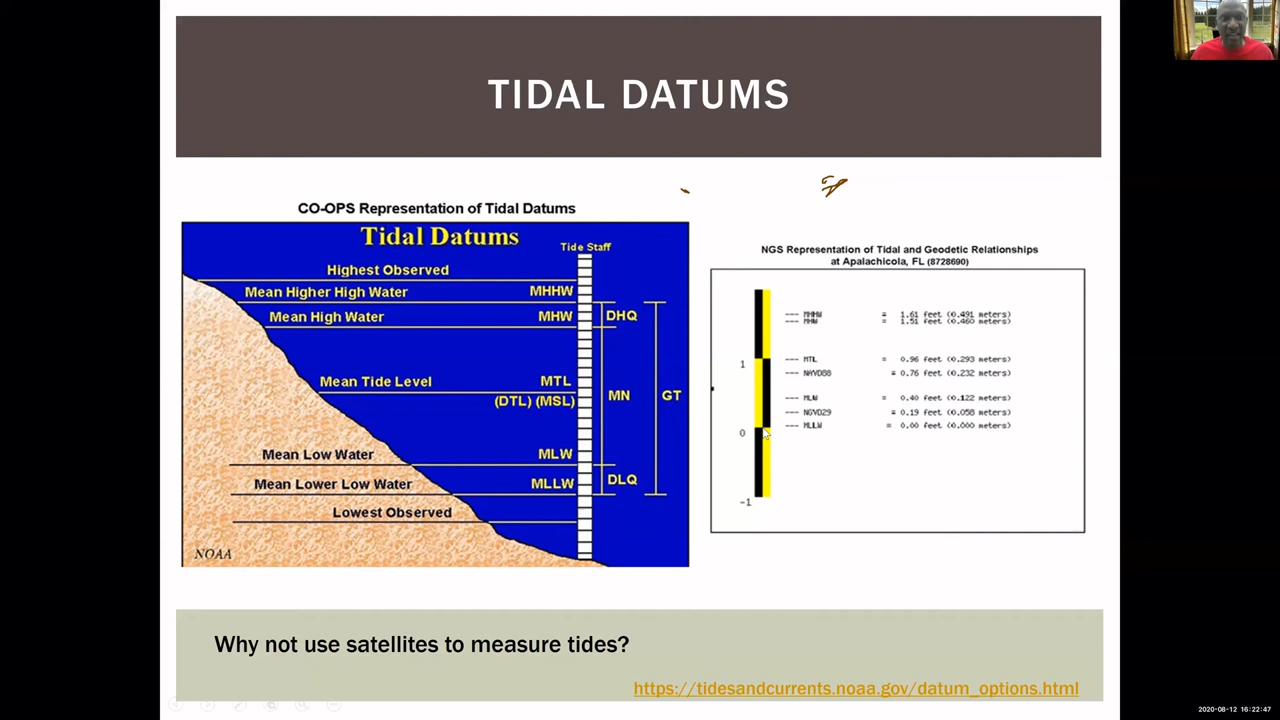 TIDAL DATUMS
CO-OPS Representation of Tidal Datums
Tidal Datums
Tide Staff
Highest Observed
Mean Higher High Water MHHW
Mean High Water MHW DHQ
Mean Tide Level MTL
(DTL) (MSL) MN GT
Mean Low Water MLW
Mean Lower Low Water MLLW DLQ
Lowest Observed
NOAA
NGS Representation of Tidal and Geodetic Relationships
at Apalachicola, FL (8728690)
--- MHHW = 1.61 feet (0.491 meters)
--- MHW = 1.51 feet (0.460 meters)
1 --- MTL = 0.96 feet (0.293 meters)
--- NAVD88 = 0.76 feet (0.232 meters)
--- MLW = 0.40 feet (0.122 meters)
--- NGVD29 = 0.19 feet (0.058 meters)
0 --- MLLW = 0.00 feet (0.000 meters)
-1
Why not use satellites to measure tides?
https://tidesandcurrents.noaa.gov/datum_options.html
2020-08-12 16:22:47